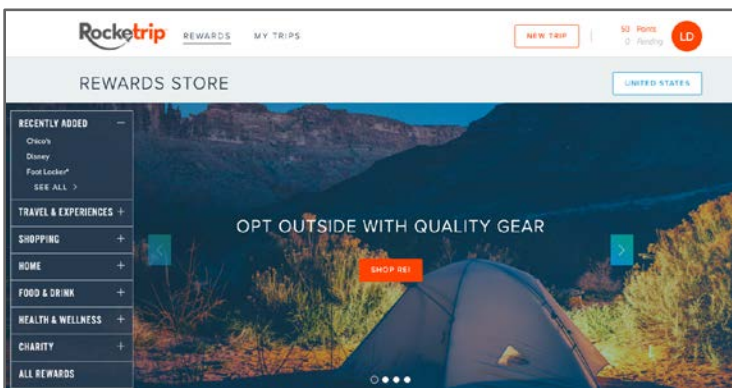 Rocketrip REWARDS MY TRIPS NEW TRIP 50 Points
0 Pending LD
REWARDS STORE UNITED STATES
RECENTLY ADDED
Chico's
Disney
Foot Locker®
SEE ALL >
TRAVEL & EXPERIENCES +
SHOPPING +
HOME +
FOOD & DRINK +
HEALTH & WELLNESS +
CHARITY +
ALL REWARDS
OPT OUTSIDE WITH QUALITY GEAR
SHOP REI